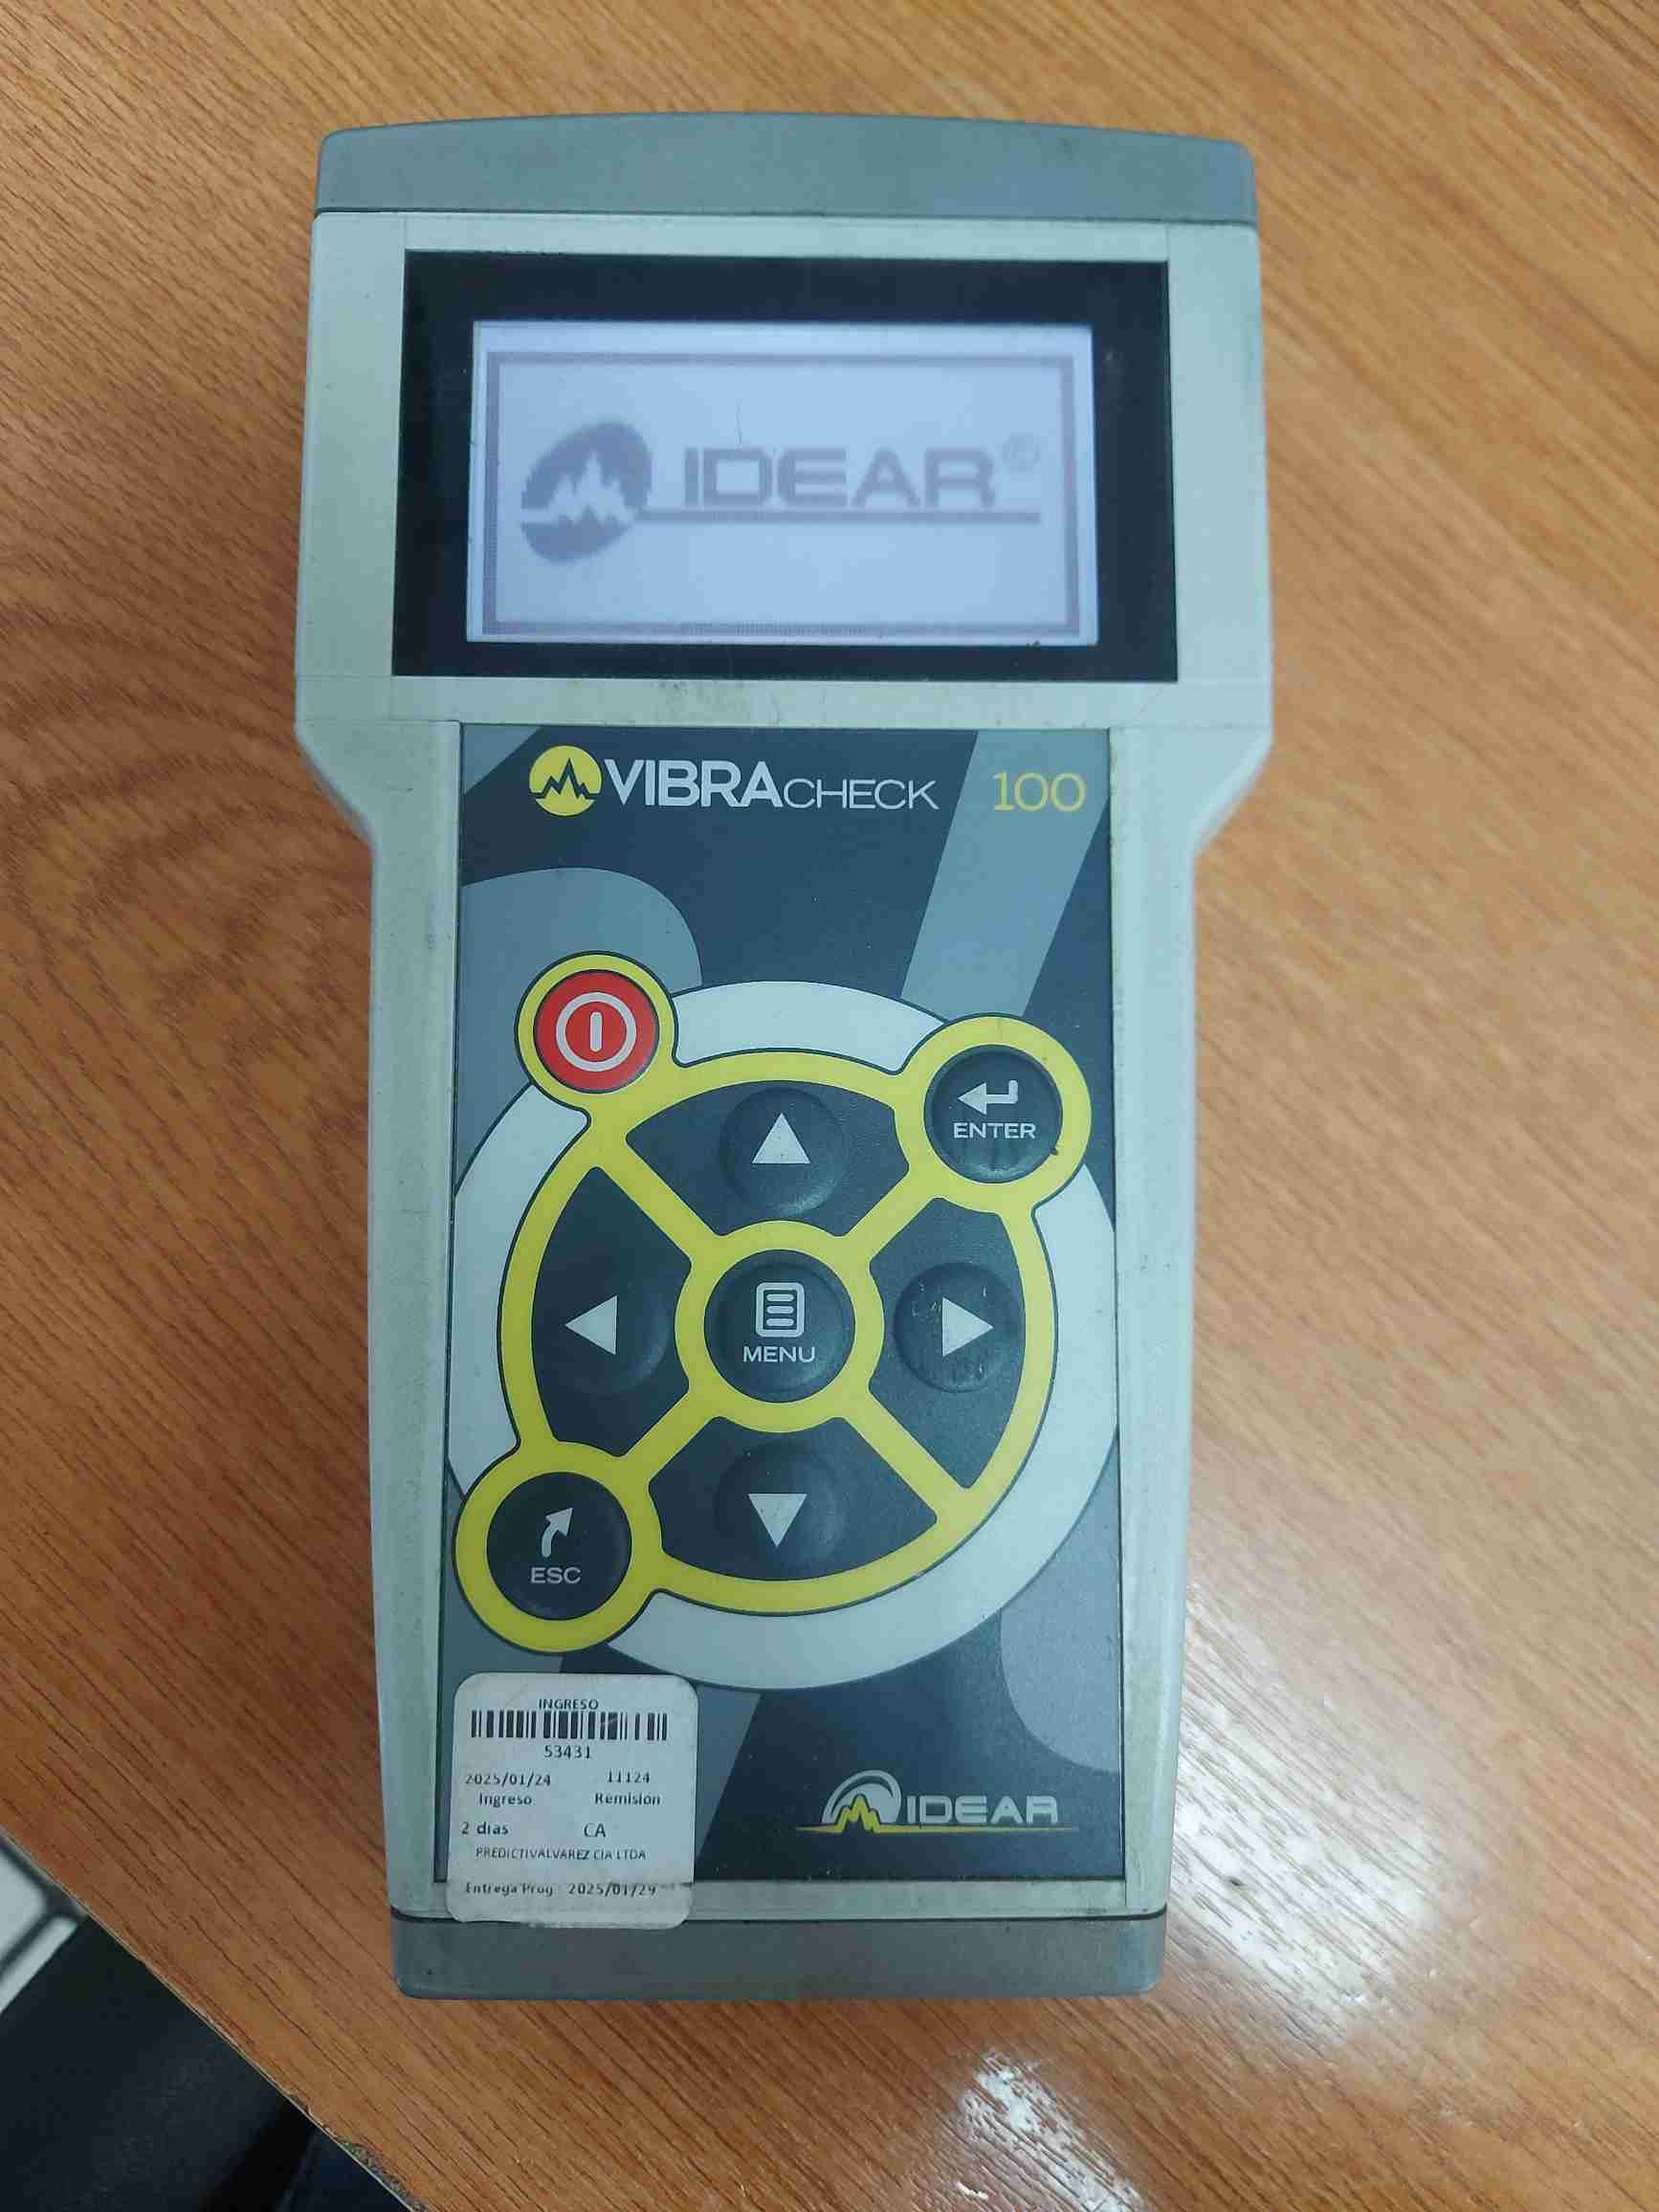 IDEAR®
VIBRACHECK 100
ENTER
MENU
ESC
INGRESO
53431
2025/01/24 11124
Ingreso Remision
2 dias CA
PREDICTIVALVAREZ CIA LTDA
Entrega Prog: 2025/01/29
IDEAR